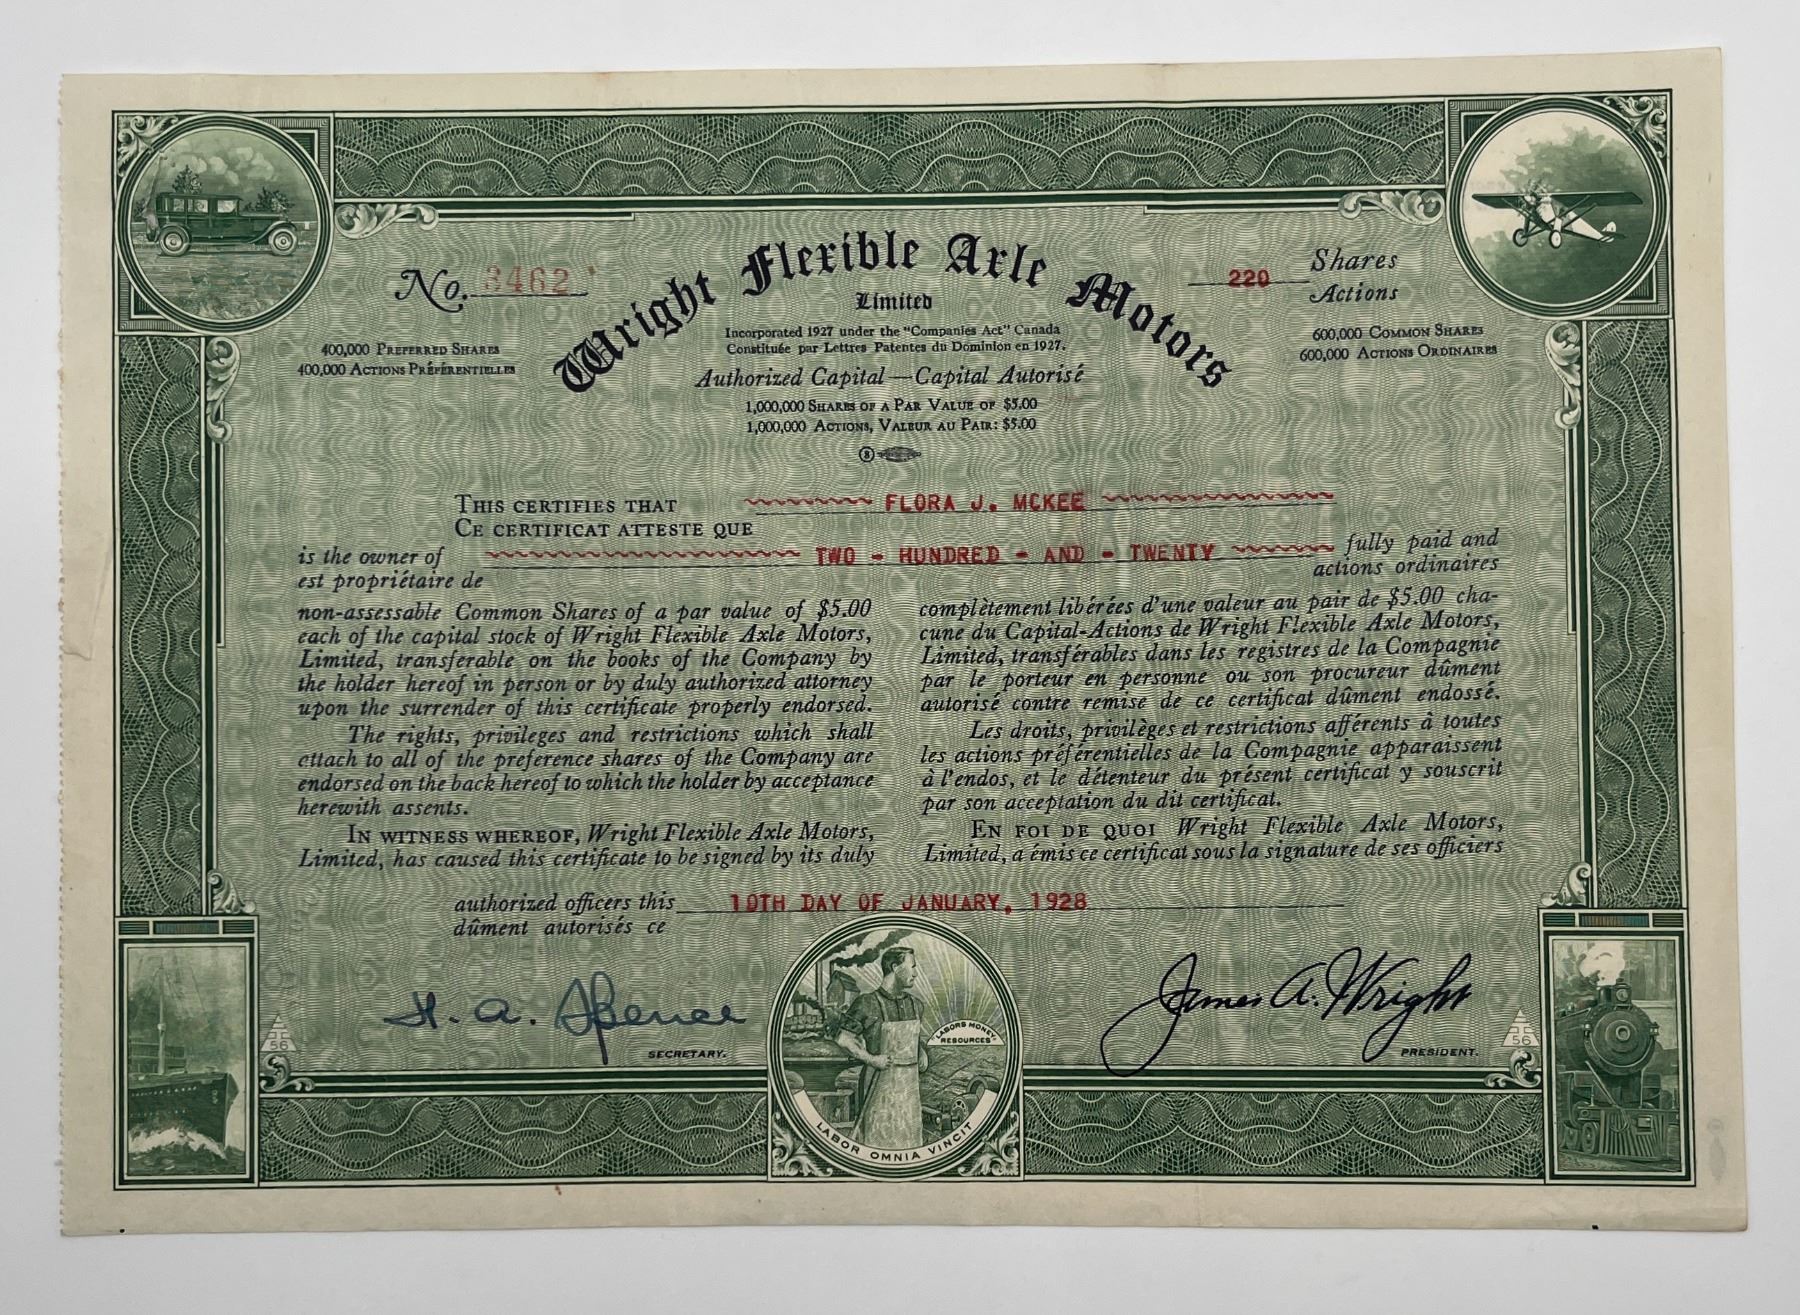 No. 3462
Wright Flexible Axle Motors
Limited
220 Shares
Actions
Incorporated 1927 under the "Companies Act" Canada
Constituée par Lettres Patentes du Dominion en 1927.
400,000 Preferred Shares
400,000 Actions Préférentielles
600,000 Common Shares
600,000 Actions Ordinaires
Authorized Capital—Capital Autorisé
1,000,000 Shares of a Par Value of $5.00
1,000,000 Actions, Valeur au Pair: $5.00
8
This certifies that FLORA J. MCKEE
Ce certificat atteste que
is the owner of TWO - HUNDRED - AND - TWENTY fully paid and
est propriétaire de actions ordinaires
non-assessable Common Shares of a par value of $5.00
each of the capital stock of Wright Flexible Axle Motors,
Limited, transferable on the books of the Company by
the holder hereof in person or by duly authorized attorney
upon the surrender of this certificate properly endorsed.
The rights, privileges and restrictions which shall
attach to all of the preference shares of the Company are
endorsed on the back hereof to which the holder by acceptance
herewith assents.
In witness whereof, Wright Flexible Axle Motors,
Limited, has caused this certificate to be signed by its duly
complètement libérées d'une valeur au pair de $5.00 cha-
cune du Capital-Actions de Wright Flexible Axle Motors,
Limited, transférables dans les registres de la Compagnie
par le porteur en personne ou son procureur dûment
autorisé contre remise de ce certificat dûment endossé.
Les droits, privilèges et restrictions afférents à toutes
les actions préférentielles de la Compagnie apparaissent
à l'endos, et le détenteur du présent certificat y souscrit
par son acceptation du dit certificat.
En foi de quoi Wright Flexible Axle Motors,
Limited, a émis ce certificat sous la signature de ses officiers
authorized officers this 10TH DAY OF JANUARY, 1928
dûment autorisés ce
H. A. Spence
SECRETARY.
James A. Wright
PRESIDENT.
56
56
"LABORS MONEY
RESOURCES"
LABOR OMNIA VINCIT